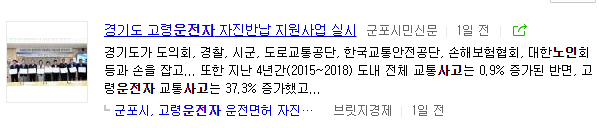 경기도 고령운전자 자진반납 지원사업 실시 군포시민신문 | 1일 전 |
경기도가 도의회, 경찰, 시군, 도로교통공단, 한국교통안전공단, 손해보험협회, 대한노인회
등과 손을 잡고... 또한 지난 4년간(2015~2018) 도내 전체 교통사고는 0.9% 증가된 반면, 고
령운전자 교통사고는 37.3% 증가했고...
군포시, 고령운전자 운전면허 자진… 브릿지경제 | 1일 전